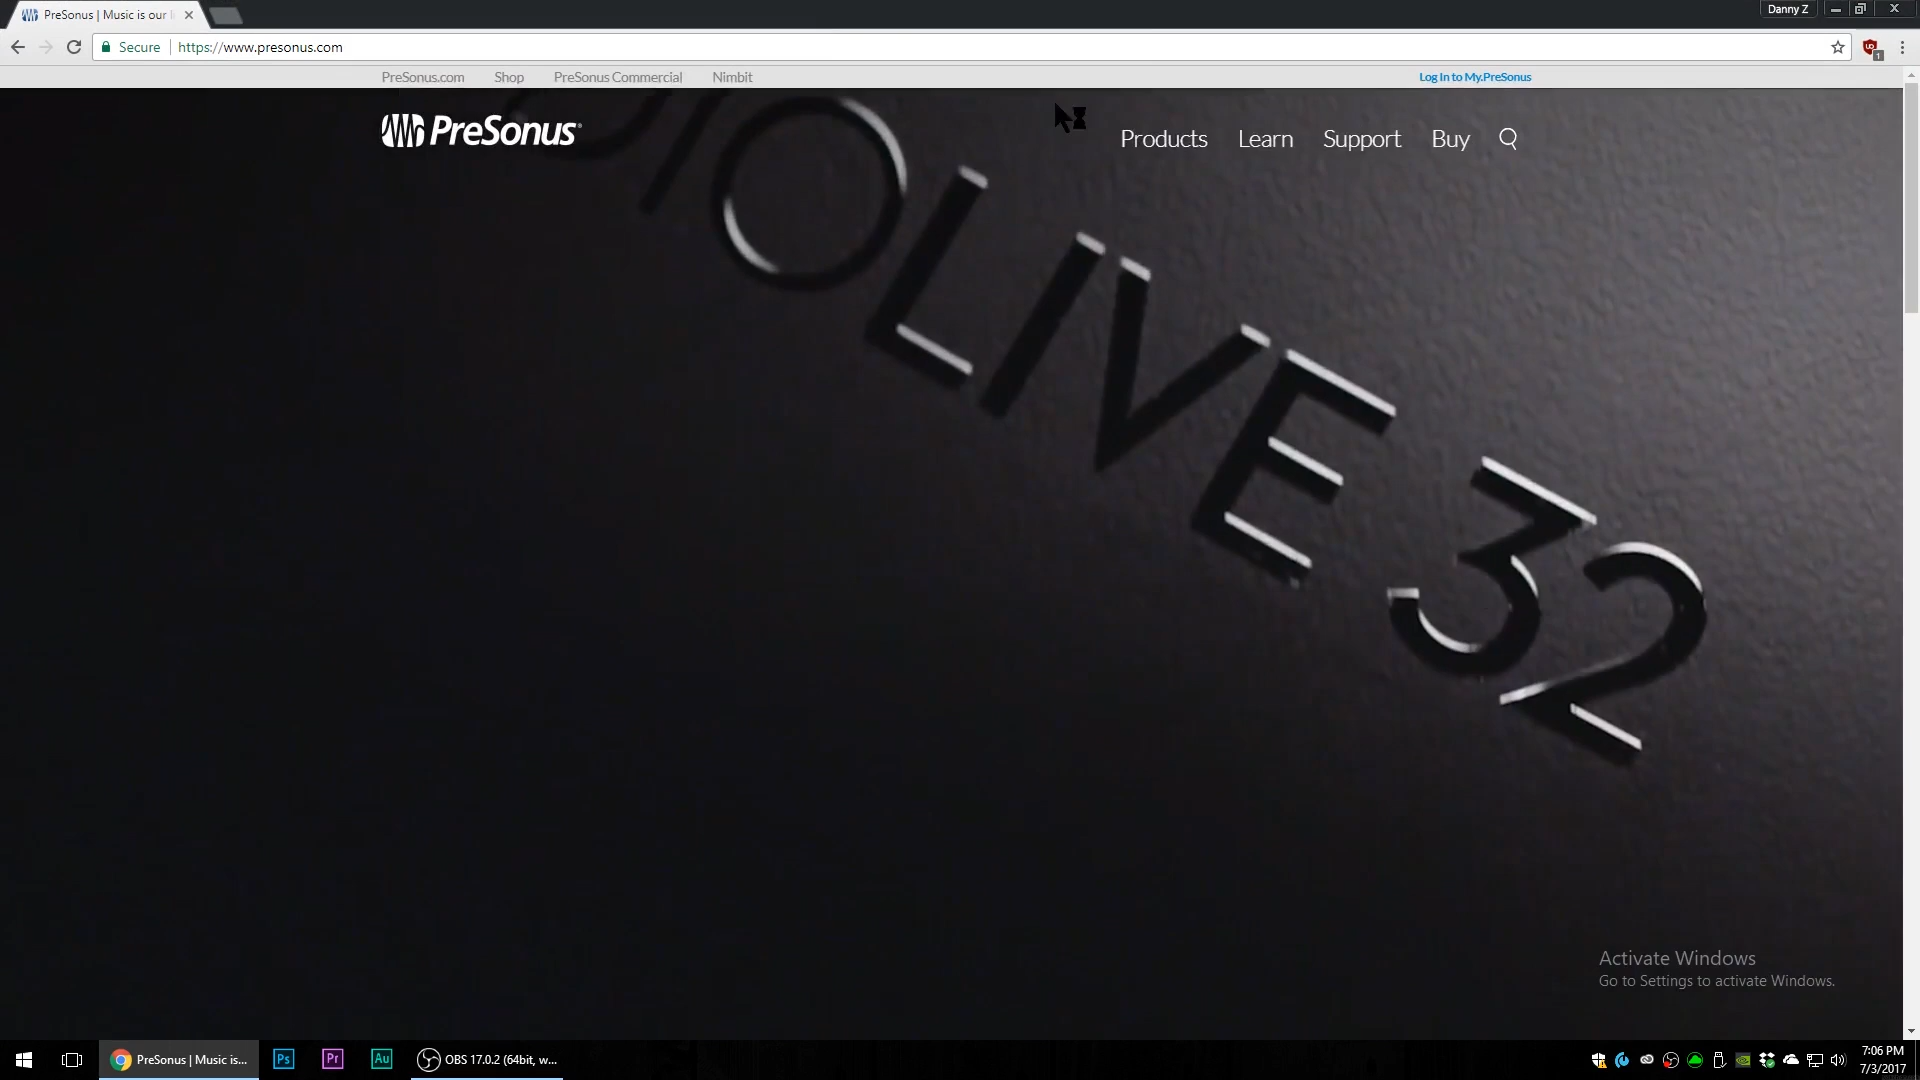 PreSonus | Music is our l
Danny Z
Secure
https://www.presonus.com
1
PreSonus.com
Shop
PreSonus Commercial
Nimbit
Log In to My.PreSonus
PreSonus
Products
Learn
Support
Buy
IOLIVE 32
Activate Windows
Go to Settings to activate Windows.
PreSonus | Music is...
Ps
Pr
Au
OBS 17.0.2 (64bit, w...
7:06 PM
7/3/2017